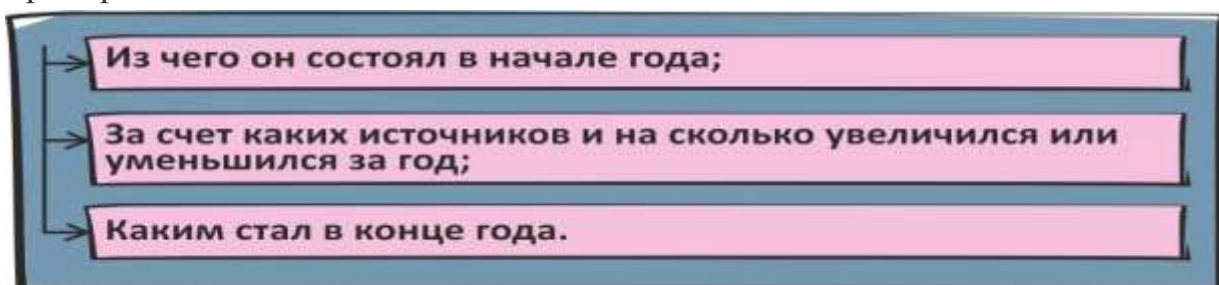 Из чего он состоял в начале года;
За счет каких источников и на сколько увеличился или
уменьшился за год;
Каким стал в конце года.